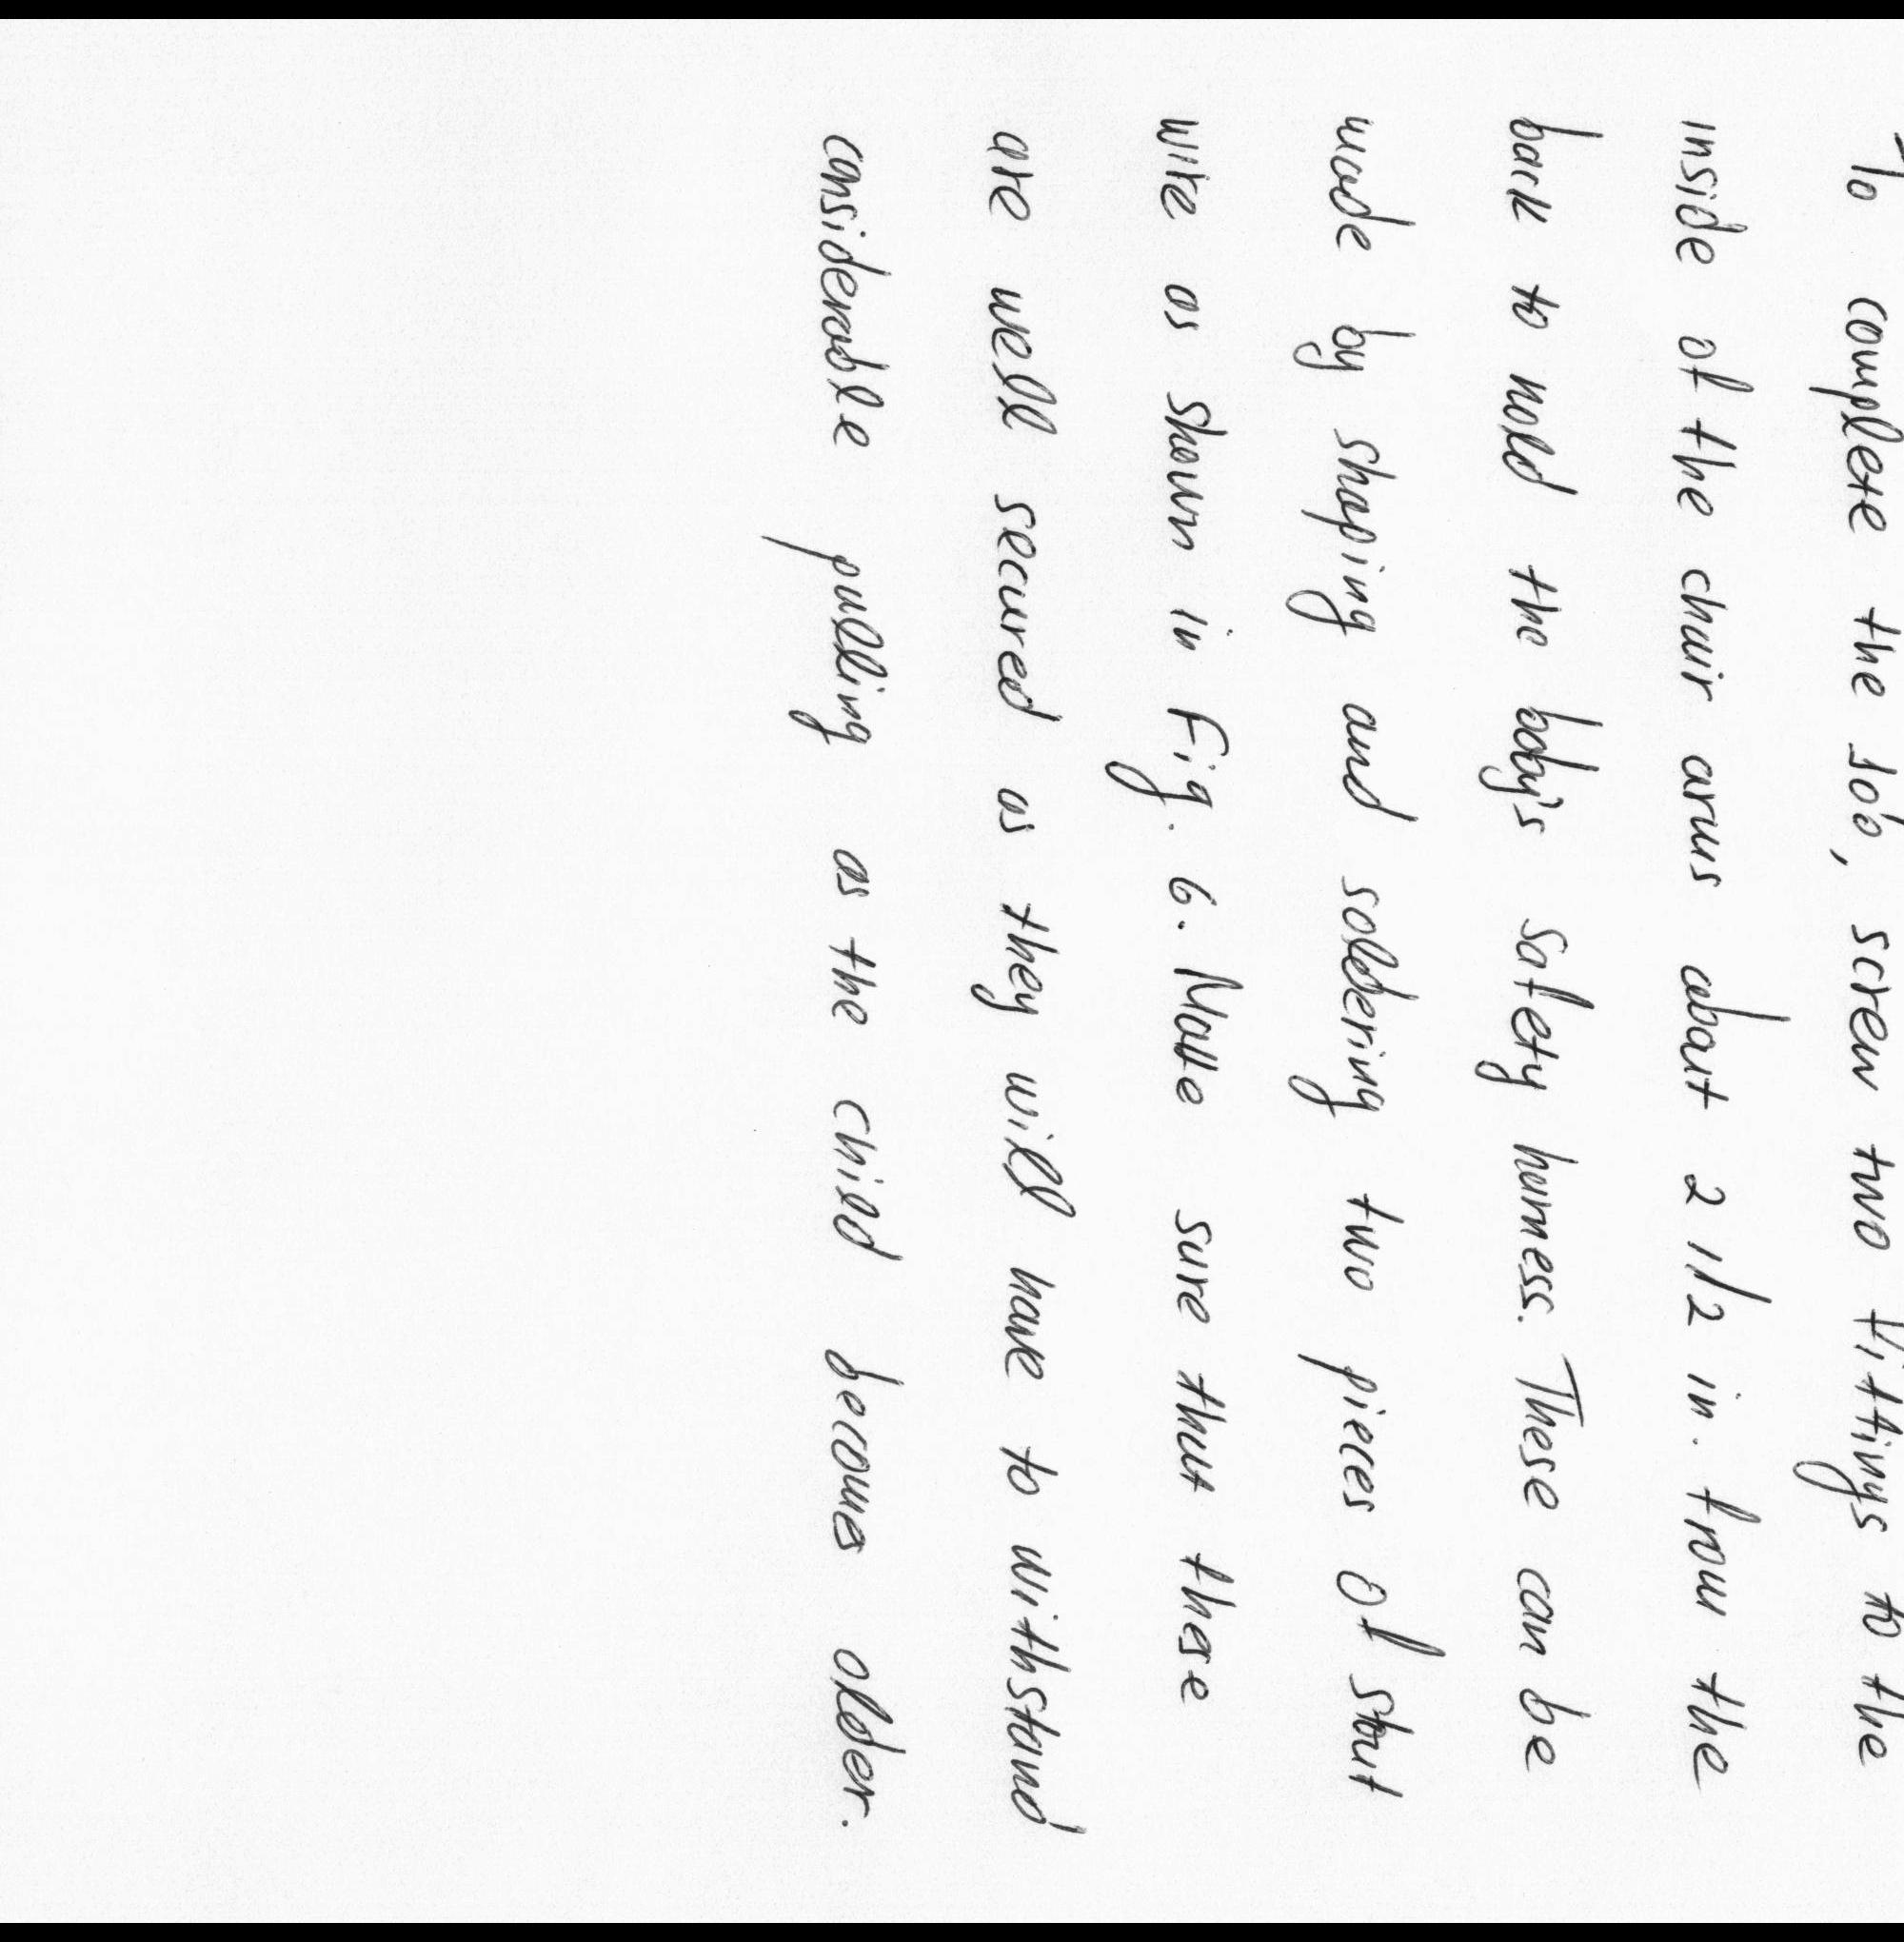 To complete the job, screw two fittings to the
inside of the chair arms about 2 1/2 in. from the
back to hold the baby's safety harness. These can be
made by shaping and soldering two pieces of stout
wire as shown in Fig. 6. Make sure that these
are well secured as they will have to withstand
considerable pulling as the child becomes older.